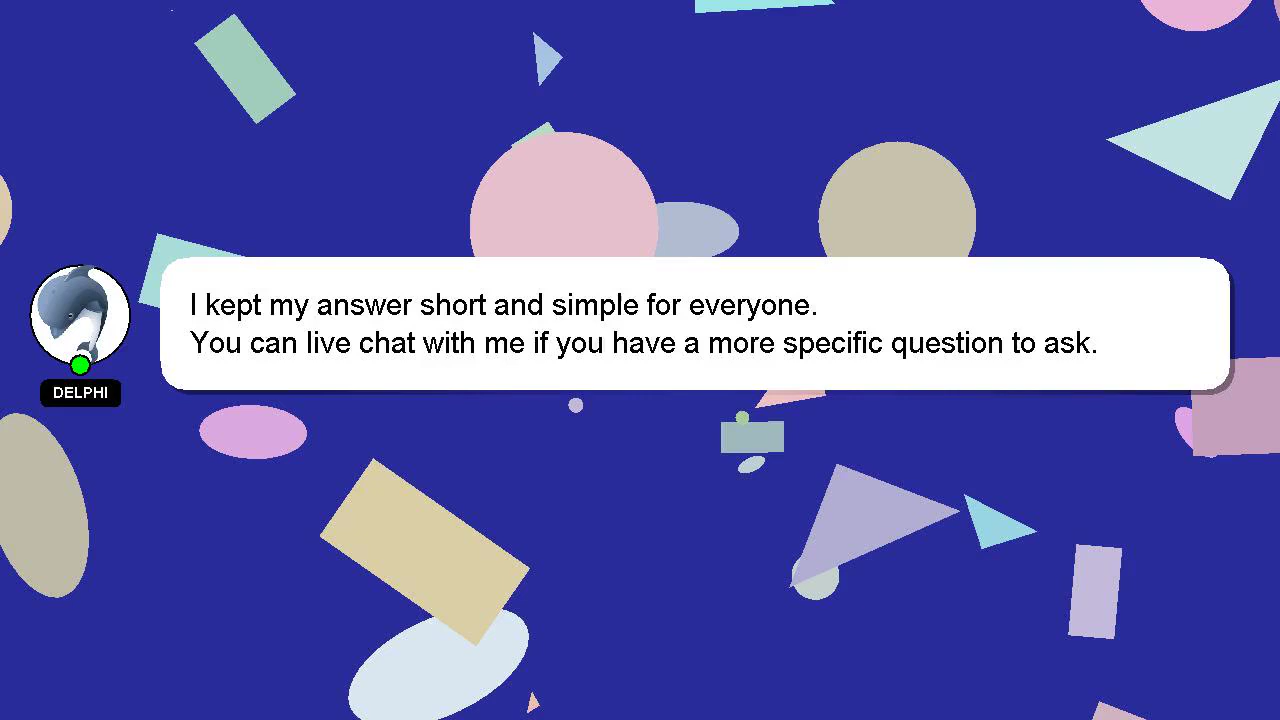 I kept my answer short and simple for everyone.
You can live chat with me if you have a more specific question to ask.
DELPHI